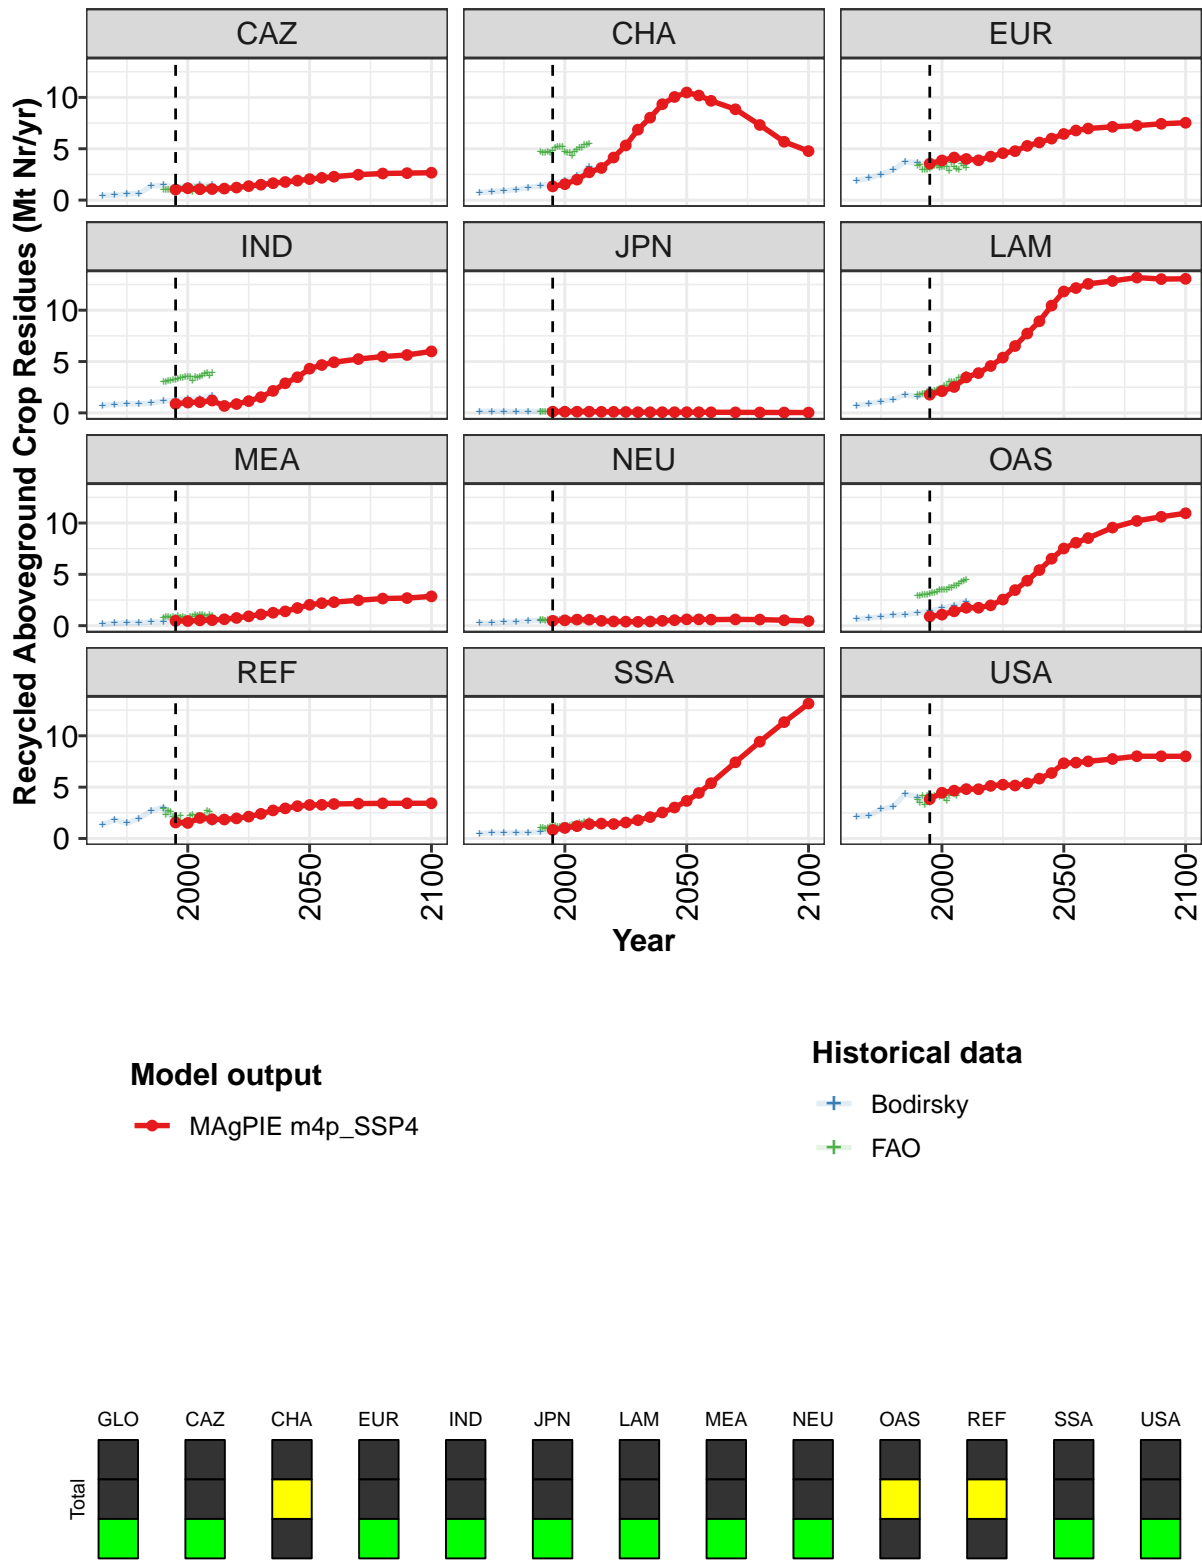 CAZ CHA EUR
10
5
0
IND JPN LAM
10
5
0
MEA NEU OAS
10
5
0
REF SSA USA
10
5
0
Recycled Aboveground Crop Residues (Mt Nr/yr)
2000 2050 2100 2000 2050 2100 2000 2050 2100
Year
Model output
MAgPIE m4p_SSP4
Historical data
Bodirsky
FAO
GLO CAZ CHA EUR IND JPN LAM MEA NEU OAS REF SSA USA
Total